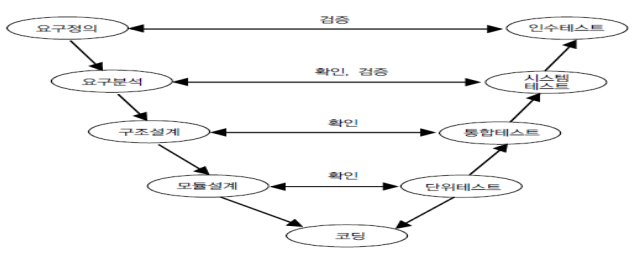 요구정의
검증
인수테스트
요구분석
확인, 검증
시스템
테스트
구조설계
확인
통합테스트
모듈설계
확인
단위테스트
코딩